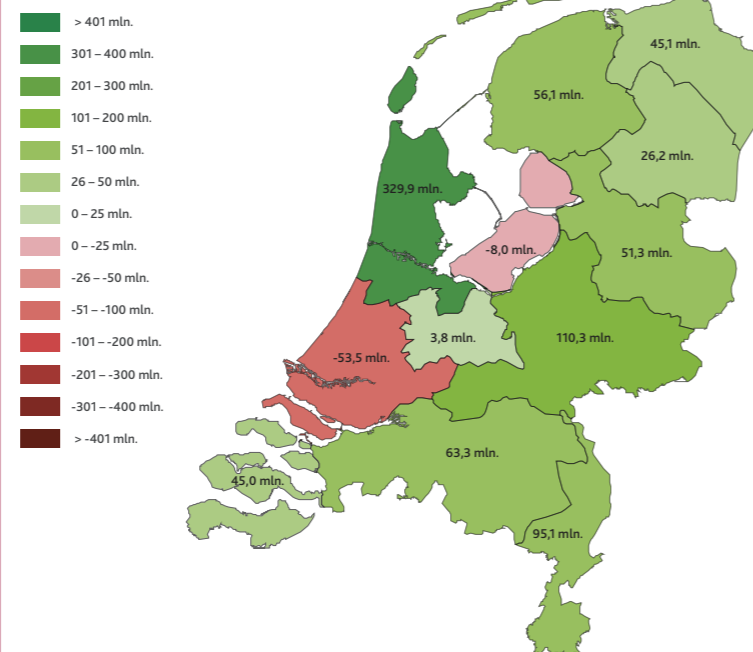 > 401 mln.
301 – 400 mln.
201 – 300 mln.
101 – 200 mln.
51 – 100 mln.
26 – 50 mln.
0 – 25 mln.
0 – -25 mln.
-26 – -50 mln.
-51 – -100 mln.
-101 – -200 mln.
-201 – -300 mln.
-301 – -400 mln.
> -401 mln.
45,1 mln.
56,1 mln.
26,2 mln.
329,9 mln.
-8,0 mln.
51,3 mln.
3,8 mln.
110,3 mln.
-53,5 mln.
63,3 mln.
45,0 mln.
95,1 mln.